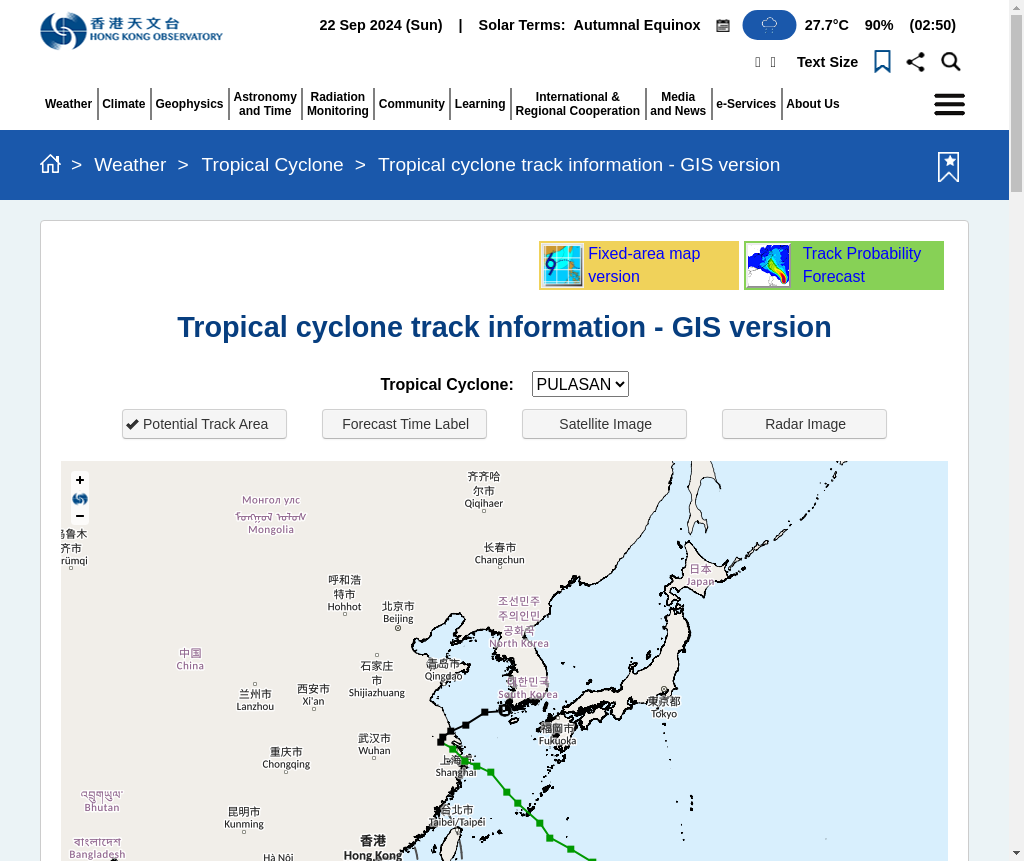 香港天文台
HONG KONG OBSERVATORY
22 Sep 2024 (Sun) | Solar Terms: Autumnal Equinox 27.7°C 90% (02:50)
Text Size
Weather
Climate
Geophysics
Astronomy
and Time
Radiation
Monitoring
Community
Learning
International &
Regional Cooperation
Media
and News
e-Services
About Us
> Weather > Tropical Cyclone > Tropical cyclone track information - GIS version
Fixed-area map
version
Track Probability
Forecast
Tropical cyclone track information - GIS version
Tropical Cyclone: PULASAN
Potential Track Area
Forecast Time Label
Satellite Image
Radar Image
+
−
齐齐哈
尔市
Qiqihaer
Монгол улс
Mongolia
鲁木
齐市
rümqi
长春市
Changchun
日本
Japan
呼和浩
特市
Hohhot
北京市
Beijing
조선민주
주의인민
공화국
North Korea
中国
China
石家庄
市
Shijiazhuang
青岛市
Qingdao
대한민국
South Korea
兰州市
Lanzhou
西安市
Xi'an
東京都
Tokyo
福岡市
Fukuoka
武汉市
Wuhan
重庆市
Chongqing
上海市
Shanghai
འབྲུག་ཡུལ་
Bhutan
昆明市
Kunming
台北市
Taibei/Taipei
বাংলাদেশ
Bangladesh
香港
Hong Kong
Hà Nội